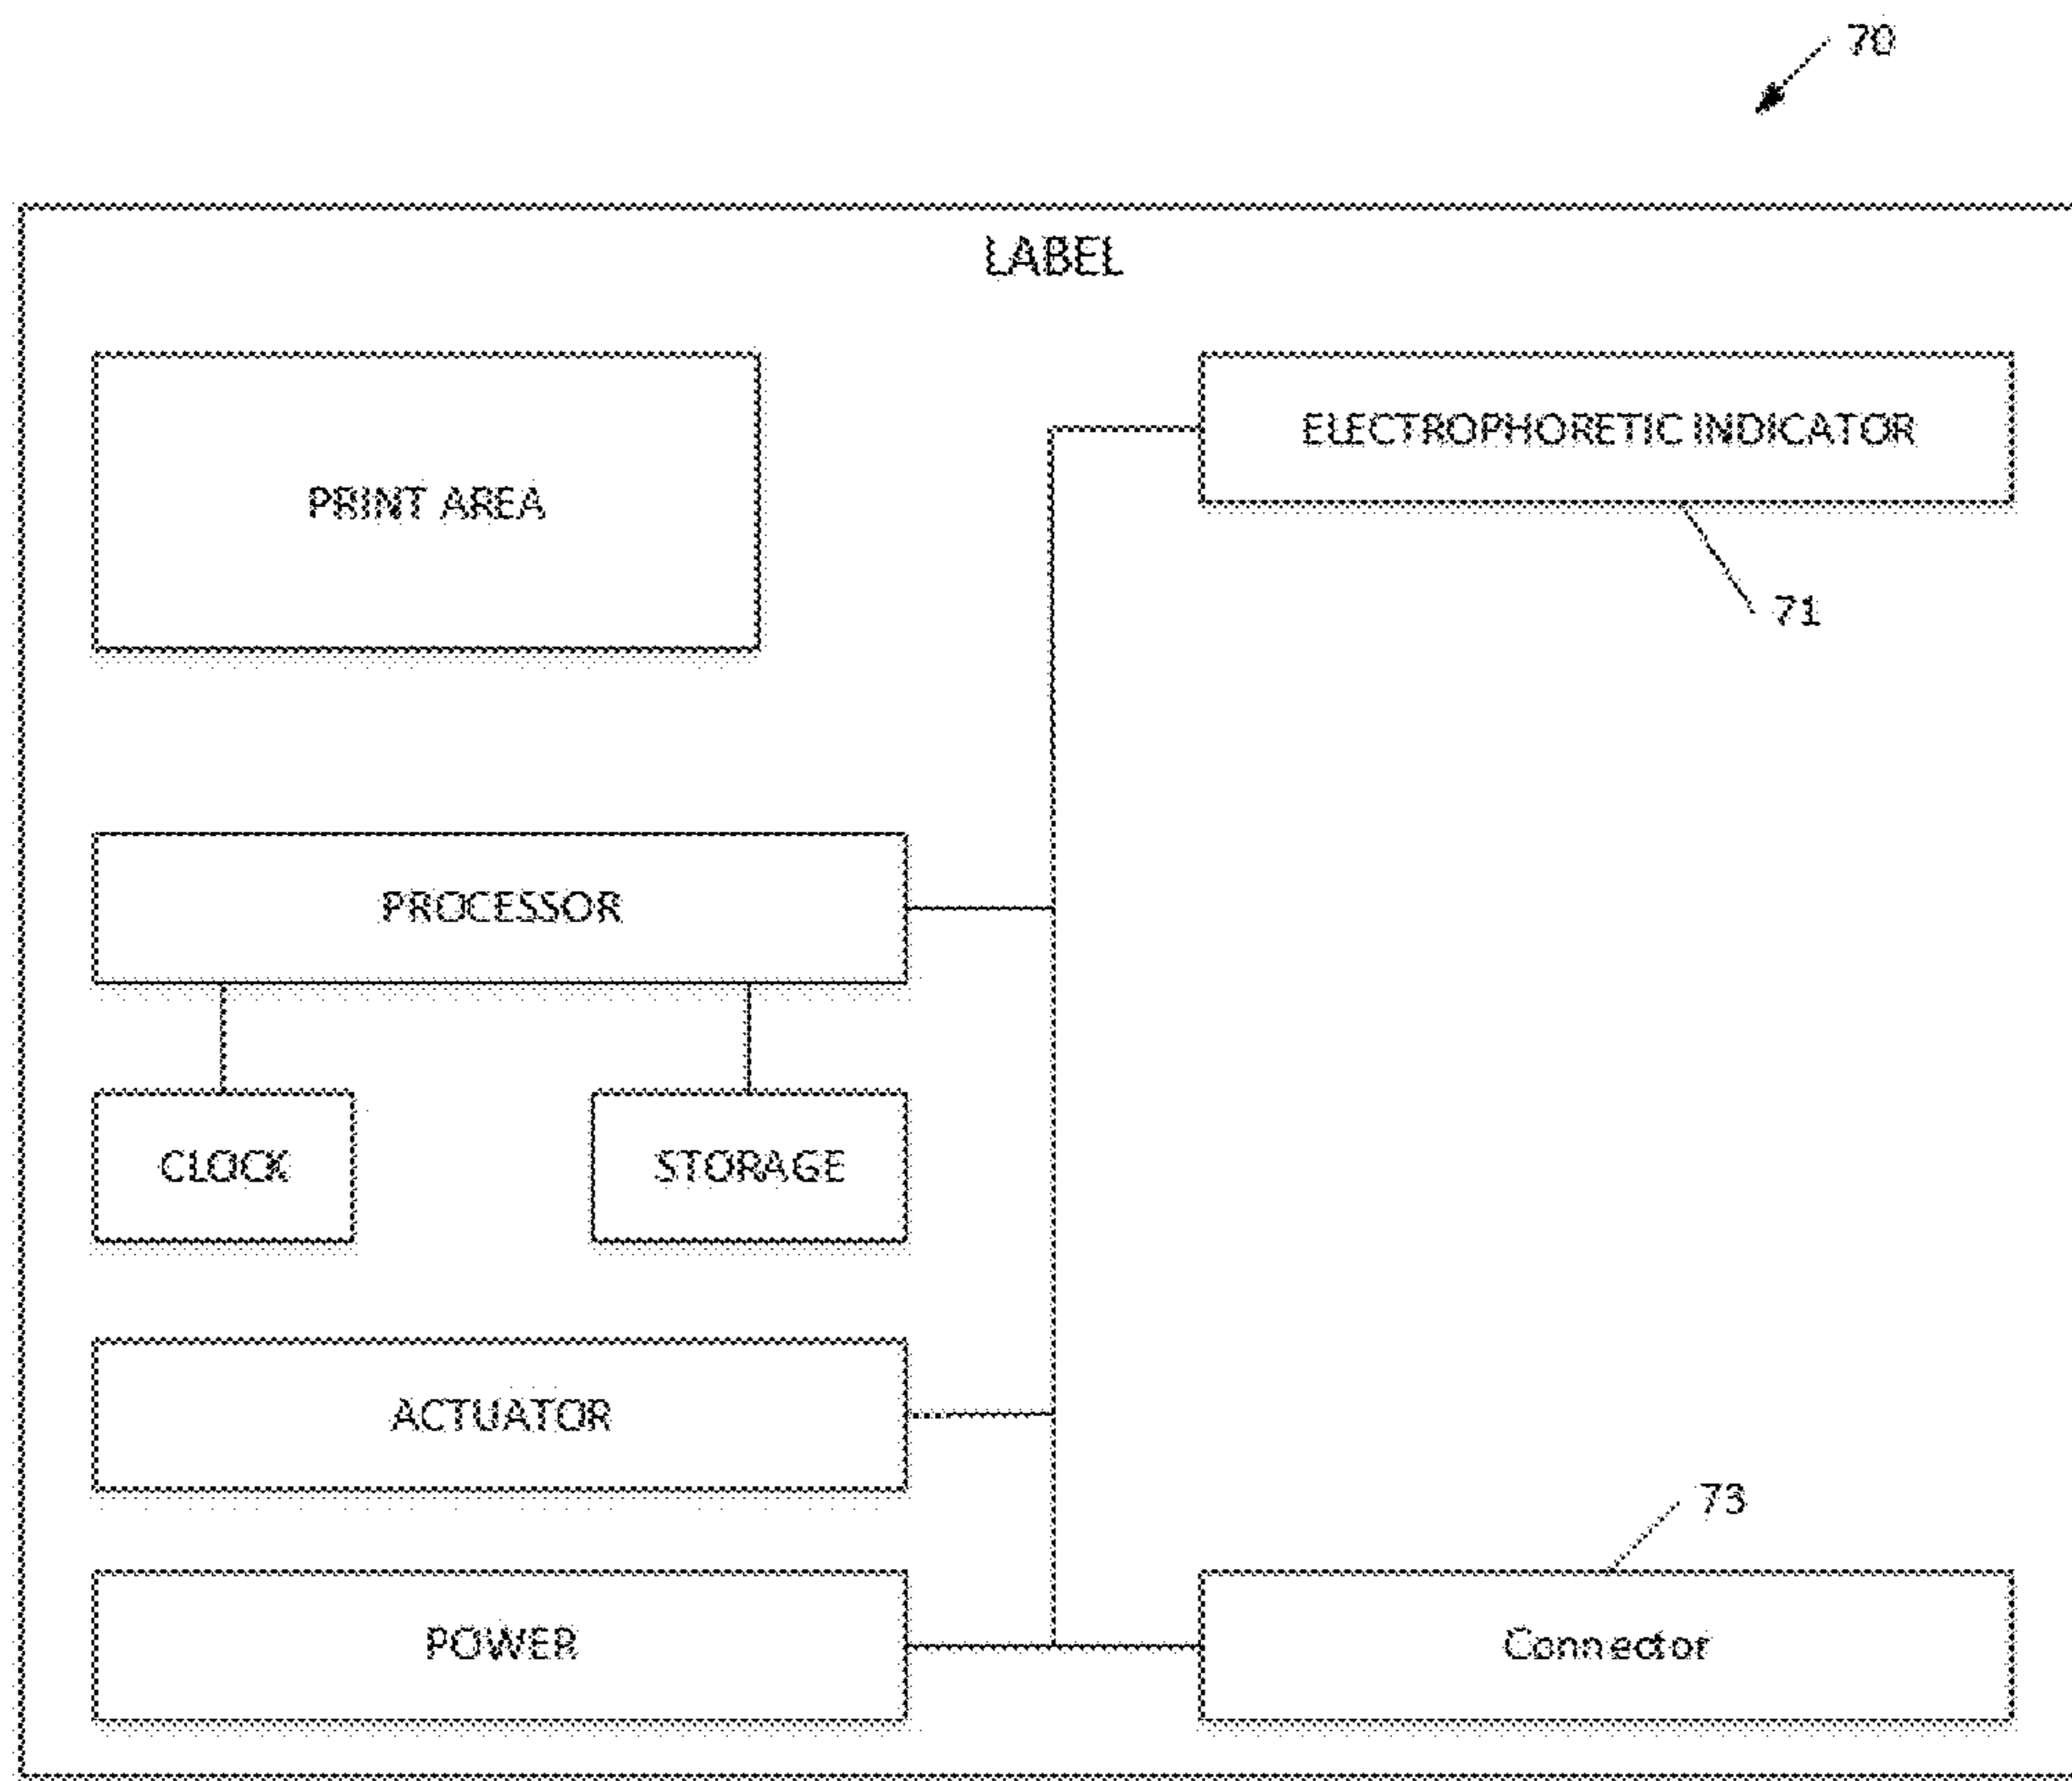 70
LABEL
PRINT AREA
ELECTROPHORETIC INDICATOR
71
PROCESSOR
CLOCK
STORAGE
ACTUATOR
73
POWER
Connector